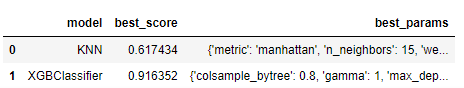 model best_score best_params
0 KNN 0.617434 {'metric': 'manhattan', 'n_neighbors': 15, 'we...
1 XGBClassifier 0.916352 {'colsample_bytree': 0.8, 'gamma': 1, 'max_dep...